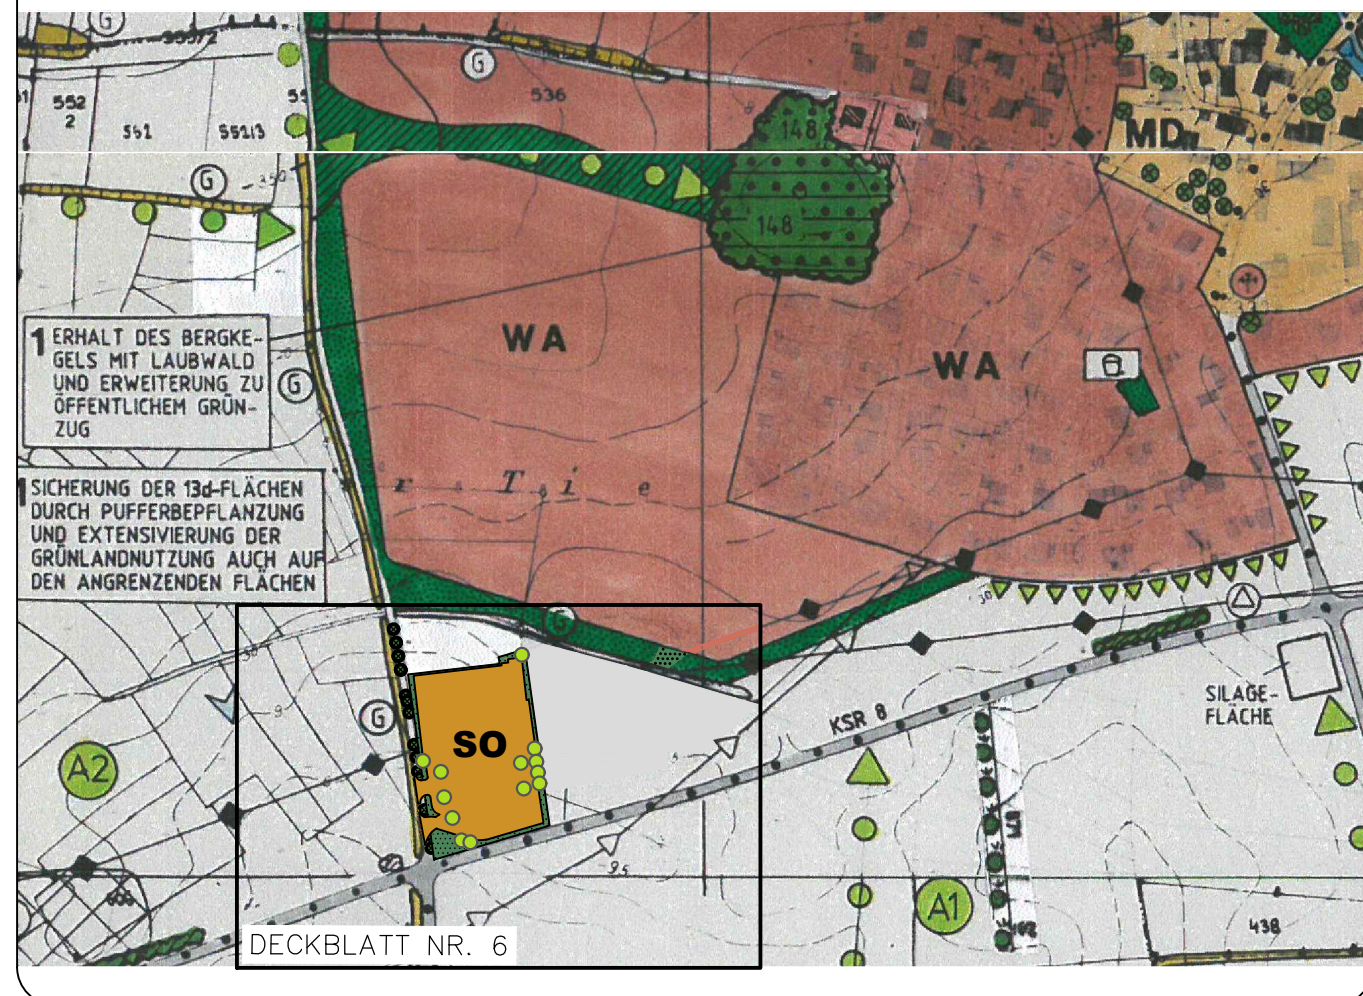 G
552
2
551
551/3
536
G
148
MD
G
350
148
1 ERHALT DES BERGKE-
GELS MIT LAUBWALD
UND ERWEITERUNG ZU
ÖFFENTLICHEM GRÜN-
ZUG
WA
WA
G
r T i e
1 SICHERUNG DER 13d-FLÄCHEN
DURCH PUFFERBEPFLANZUNG
UND EXTENSIVIERUNG DER
GRÜNLANDNUTZUNG AUCH AUF
DEN ANGRENZENDEN FLÄCHEN
G
G
SO
KSR 8
SILAGE-
FLÄCHE
A2
A1
438
DECKBLATT NR. 6